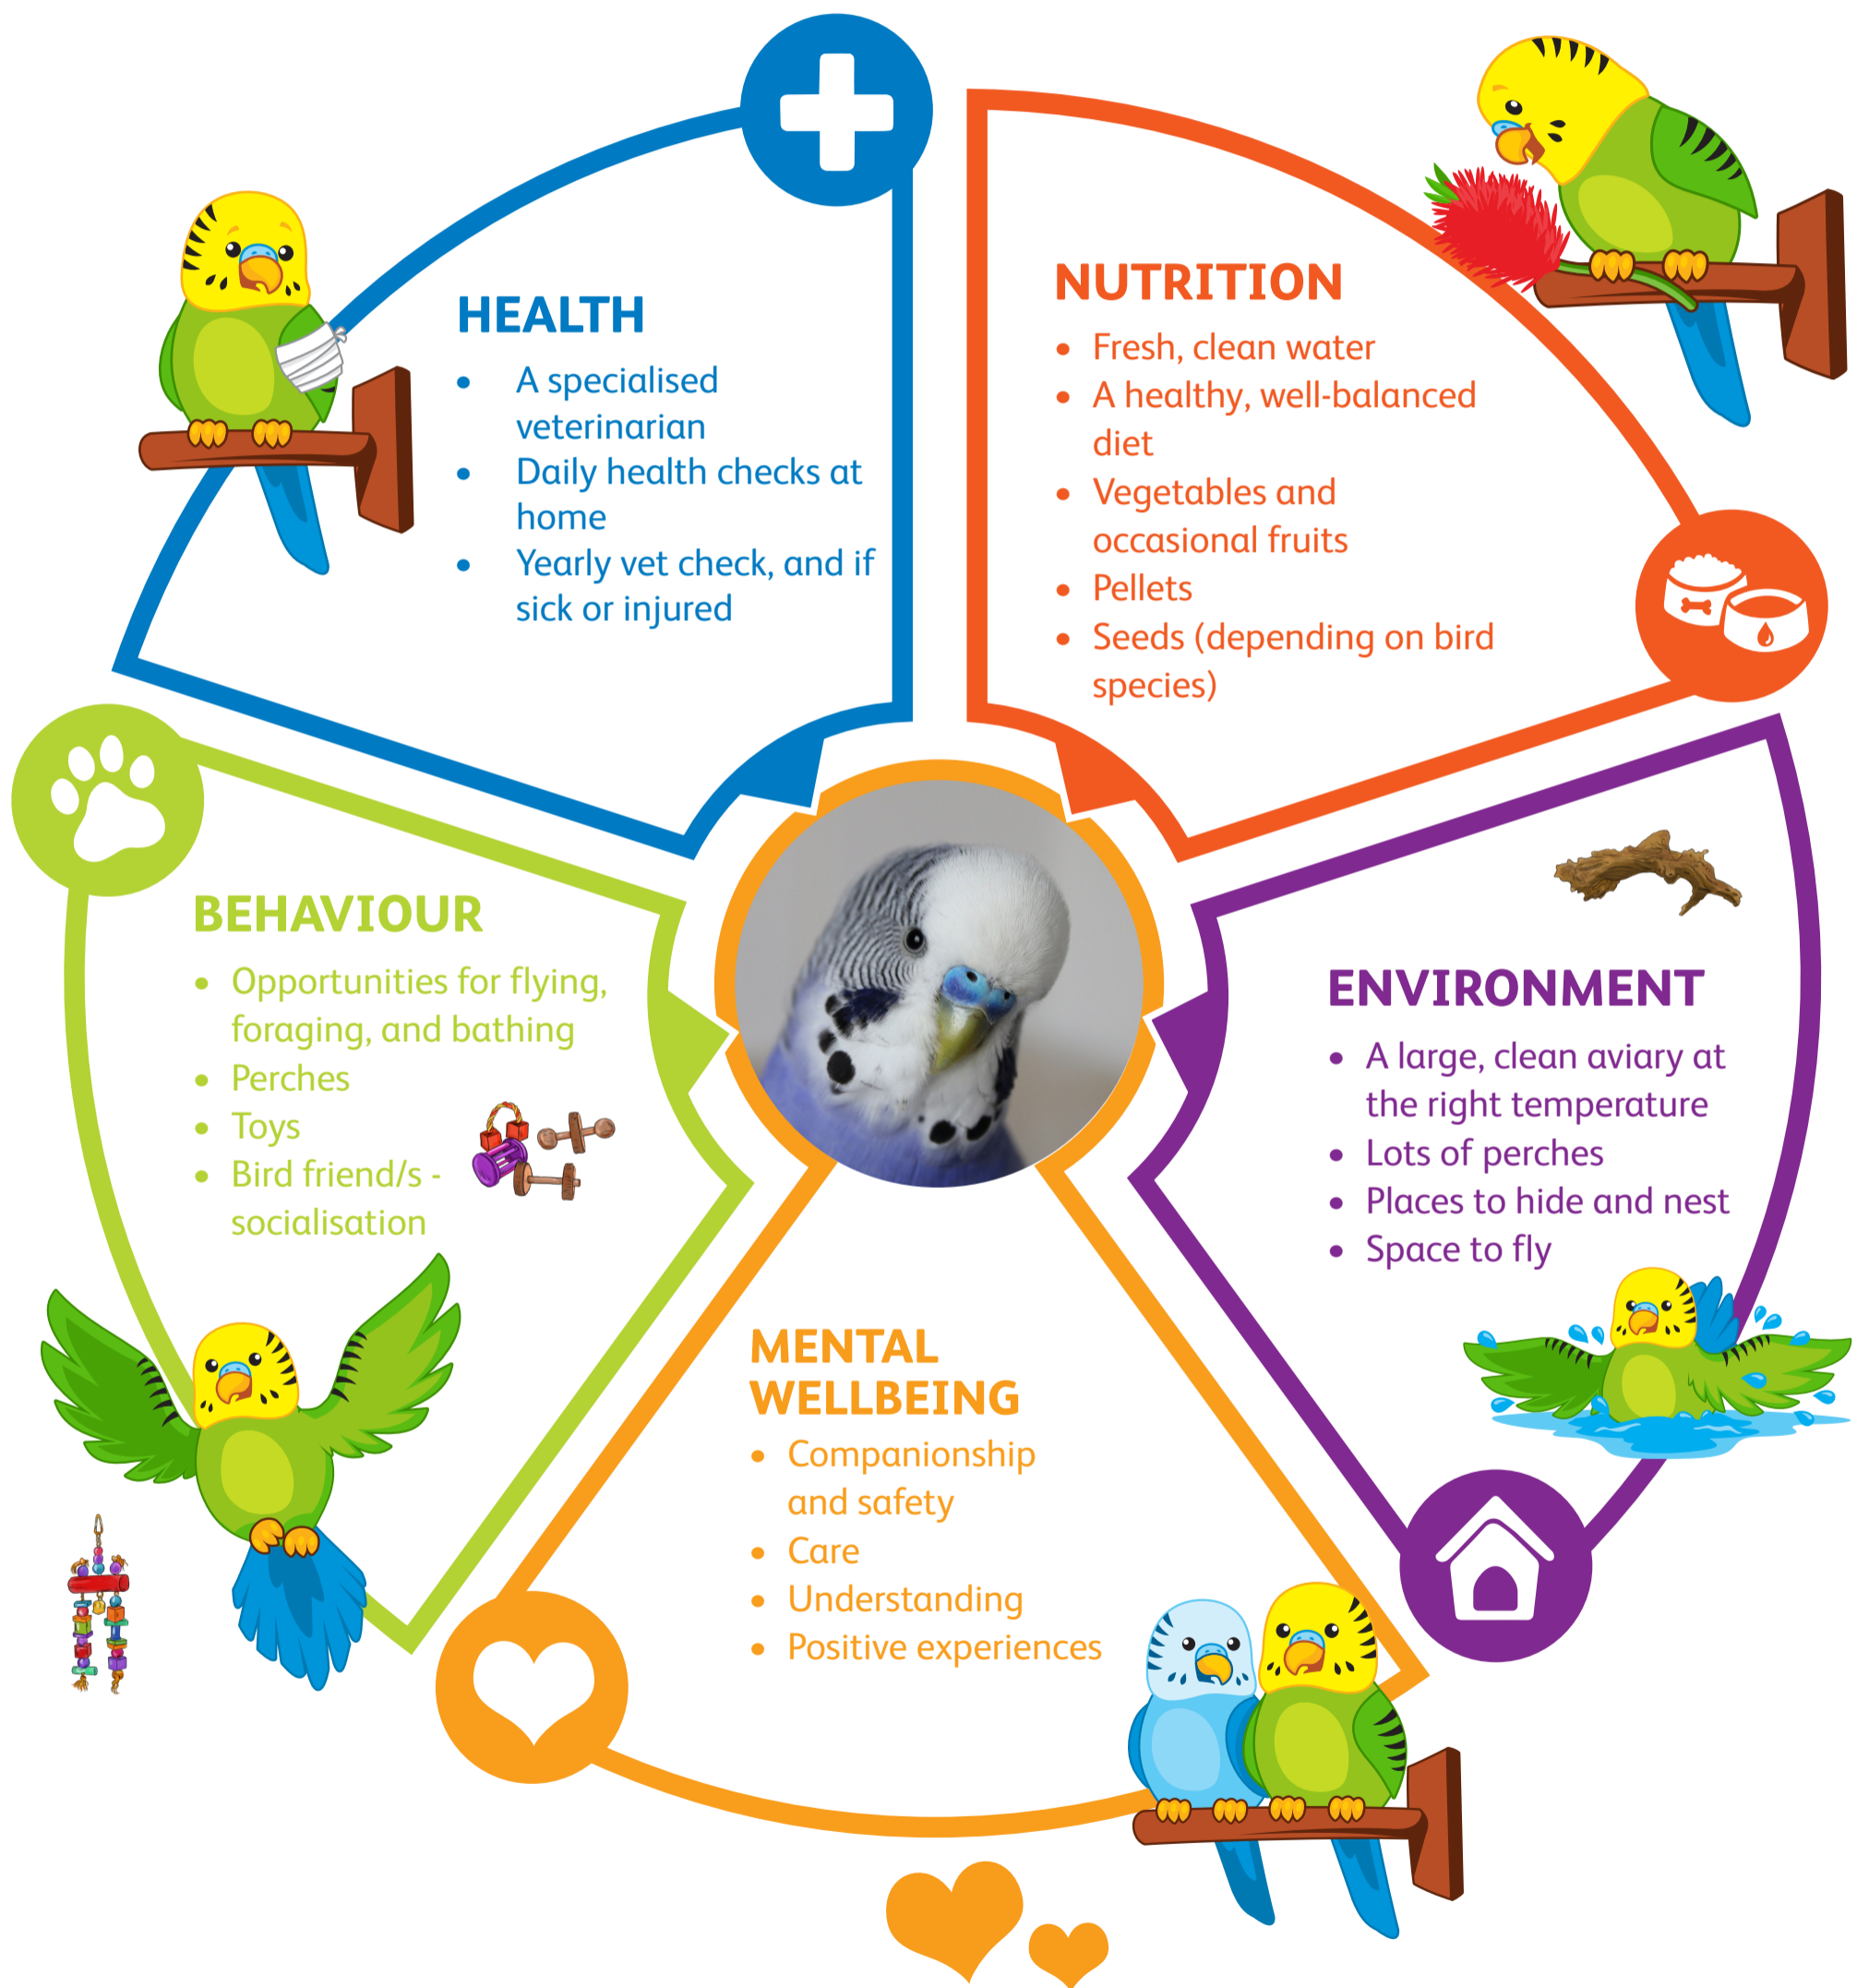 HEALTH
• A specialised
veterinarian
• Daily health checks at
home
• Yearly vet check, and if
sick or injured
NUTRITION
• Fresh, clean water
• A healthy, well-balanced
diet
• Vegetables and
occasional fruits
• Pellets
• Seeds (depending on bird
species)
BEHAVIOUR
• Opportunities for flying,
foraging, and bathing
• Perches
• Toys
• Bird friend/s -
socialisation
ENVIRONMENT
• A large, clean aviary at
the right temperature
• Lots of perches
• Places to hide and nest
• Space to fly
MENTAL
WELLBEING
• Companionship
and safety
• Care
• Understanding
• Positive experiences